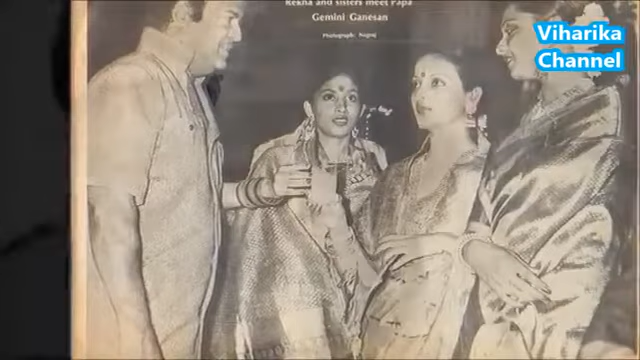 Rekha and sisters meet Papa
Gemini Ganesan
Photograph: Nagraj
Viharika
Channel